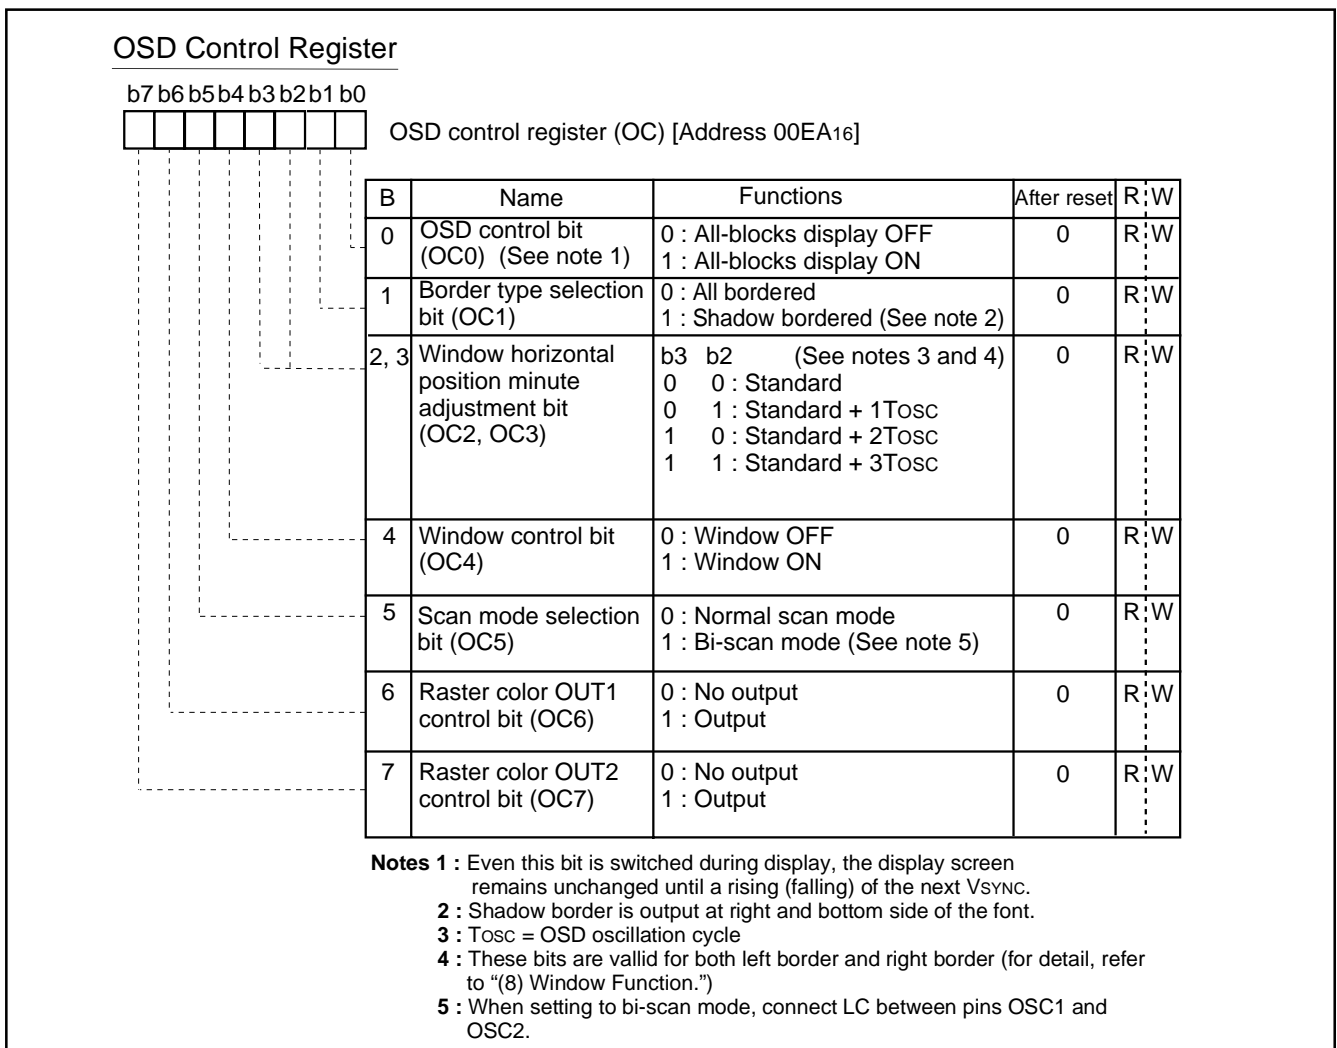 OSD Control Register
b7 b6 b5 b4 b3 b2 b1 b0
OSD control register (OC) [Address 00EA16]
B Name Functions After reset R W
0 OSD control bit (OC0) (See note 1) 0 : All-blocks display OFF 0 R W
1 : All-blocks display ON
1 Border type selection bit (OC1) 0 : All bordered 0 R W
1 : Shadow bordered (See note 2)
2, 3 Window horizontal position minute adjustment bit (OC2, OC3) b3 b2 (See notes 3 and 4) 0 R W
0 0 : Standard
0 1 : Standard + 1TOSC
1 0 : Standard + 2TOSC
1 1 : Standard + 3TOSC
4 Window control bit (OC4) 0 : Window OFF 0 R W
1 : Window ON
5 Scan mode selection bit (OC5) 0 : Normal scan mode 0 R W
1 : Bi-scan mode (See note 5)
6 Raster color OUT1 control bit (OC6) 0 : No output 0 R W
1 : Output
7 Raster color OUT2 control bit (OC7) 0 : No output 0 R W
1 : Output
Notes 1 : Even this bit is switched during display, the display screen
remains unchanged until a rising (falling) of the next VSYNC.
2 : Shadow border is output at right and bottom side of the font.
3 : TOSC = OSD oscillation cycle
4 : These bits are vallid for both left border and right border (for detail, refer
to “(8) Window Function.”)
5 : When setting to bi-scan mode, connect LC between pins OSC1 and
OSC2.